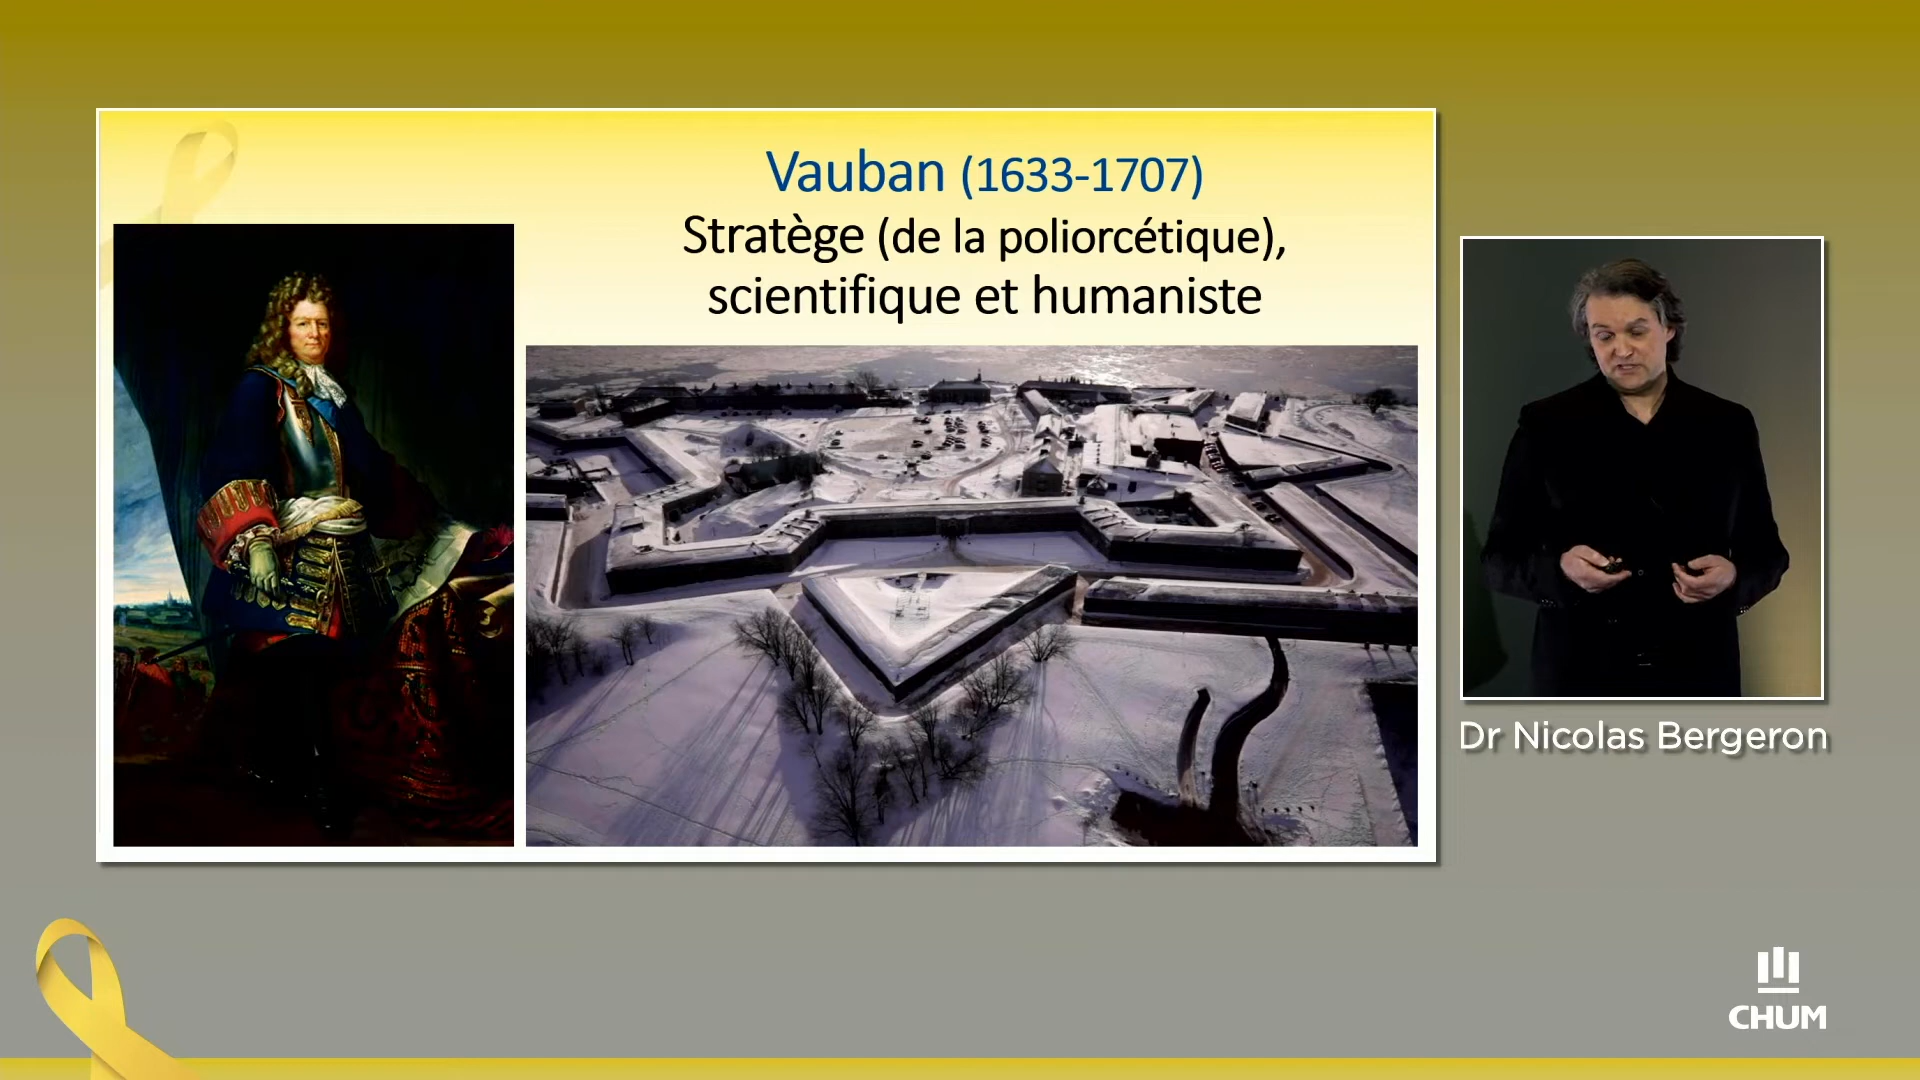 Vauban (1633-1707)
Stratège (de la poliorcétique),
scientifique et humaniste
Dr Nicolas Bergeron
CHUM